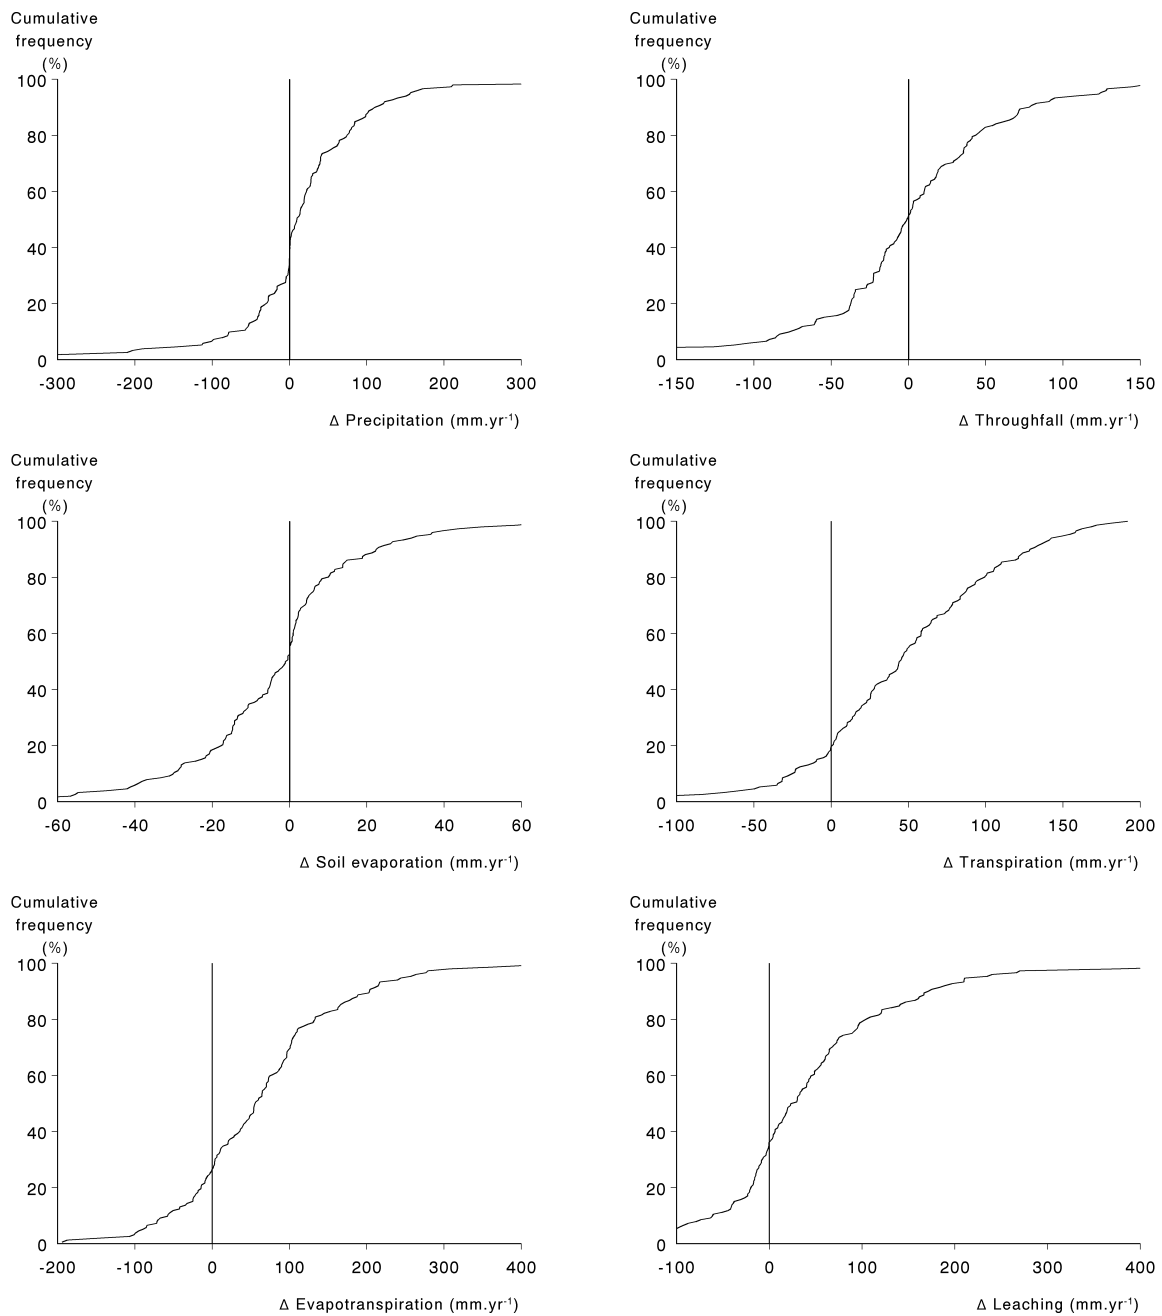 Cumulative
frequency
(%)
100
80
60
40
20
0
-300 -200 -100 0 100 200 300
Δ Precipitation (mm.yr⁻¹)
Cumulative
frequency
(%)
100
80
60
40
20
0
-150 -100 -50 0 50 100 150
Δ Throughfall (mm.yr⁻¹)
Cumulative
frequency
(%)
100
80
60
40
20
0
-60 -40 -20 0 20 40 60
Δ Soil evaporation (mm.yr⁻¹)
Cumulative
frequency
(%)
100
80
60
40
20
0
-100 -50 0 50 100 150 200
Δ Transpiration (mm.yr⁻¹)
Cumulative
frequency
(%)
100
80
60
40
20
0
-200 -100 0 100 200 300 400
Δ Evapotranspiration (mm.yr⁻¹)
Cumulative
frequency
(%)
100
80
60
40
20
0
-100 0 100 200 300 400
Δ Leaching (mm.yr⁻¹)